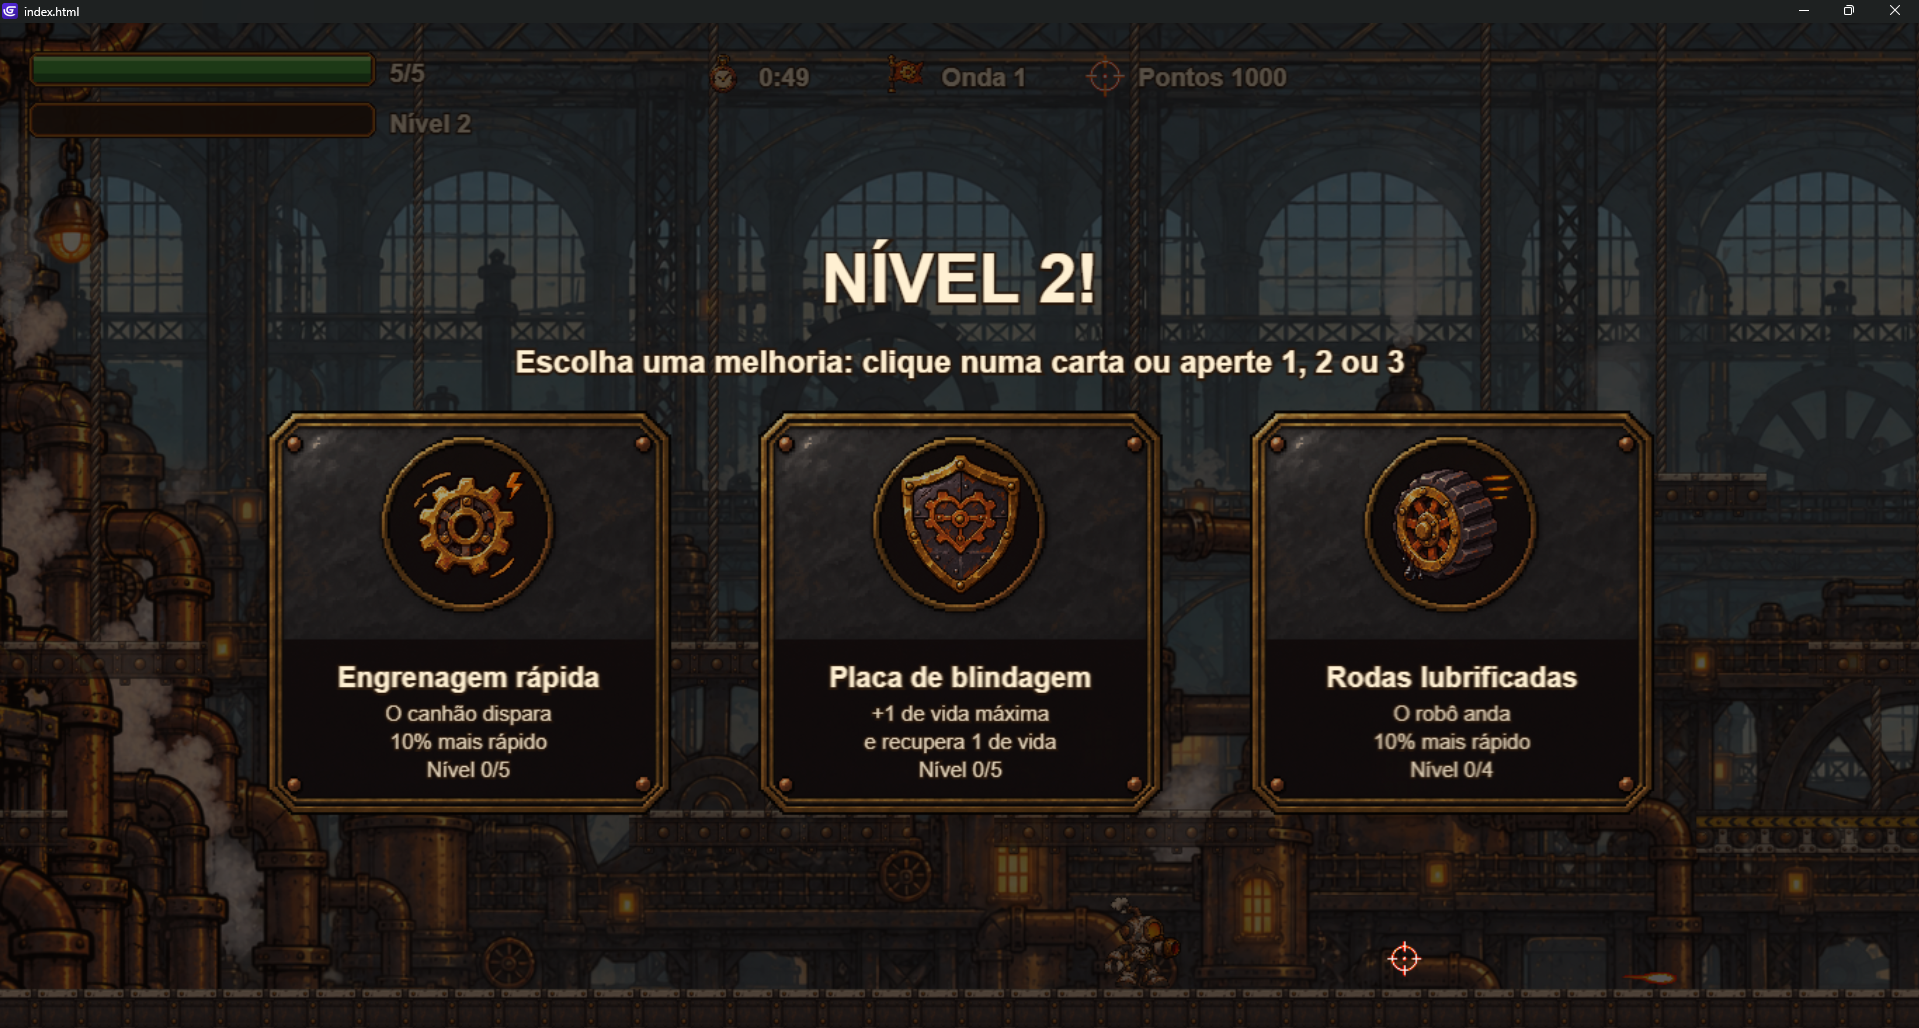 index.html
5/5
0:49
Onda 1
Pontos 1000
Nível 2
NÍVEL 2!
Escolha uma melhoria: clique numa carta ou aperte 1, 2 ou 3
Engrenagem rápida
O canhão dispara
10% mais rápido
Nível 0/5
Placa de blindagem
+1 de vida máxima
e recupera 1 de vida
Nível 0/5
Rodas lubrificadas
O robô anda
10% mais rápido
Nível 0/4